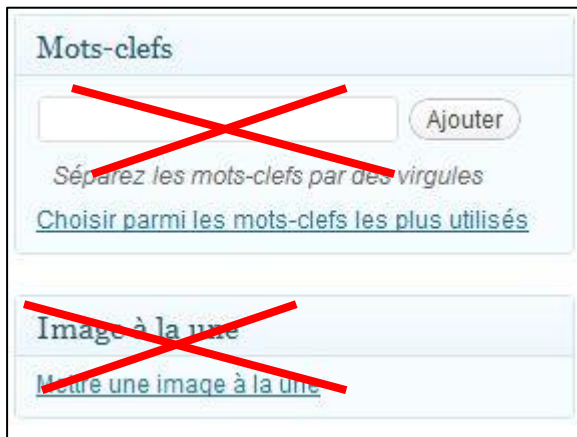 Mots-clefs
Ajouter
Séparez les mots-clefs par des virgules
Choisir parmi les mots-clefs les plus utilisés
Image à la une
Mettre une image à la une